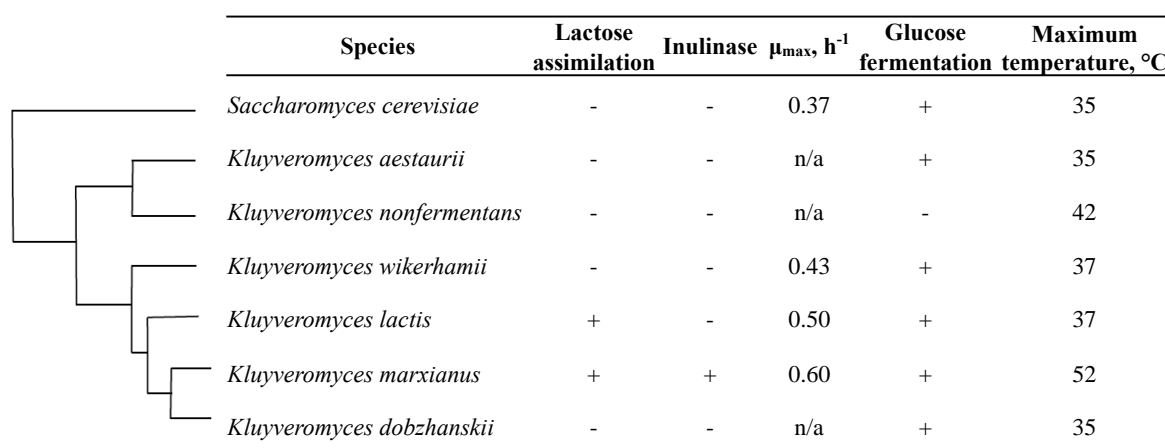 Species Lactose assimilation Inulinase μmax, h-1 Glucose fermentation Maximum temperature, °C
Saccharomyces cerevisiae - - 0.37 + 35
Kluyveromyces aestaurii - - n/a + 35
Kluyveromyces nonfermentans - - n/a - 42
Kluyveromyces wikerhamii - - 0.43 + 37
Kluyveromyces lactis + - 0.50 + 37
Kluyveromyces marxianus + + 0.60 + 52
Kluyveromyces dobzhanskii - - n/a + 35